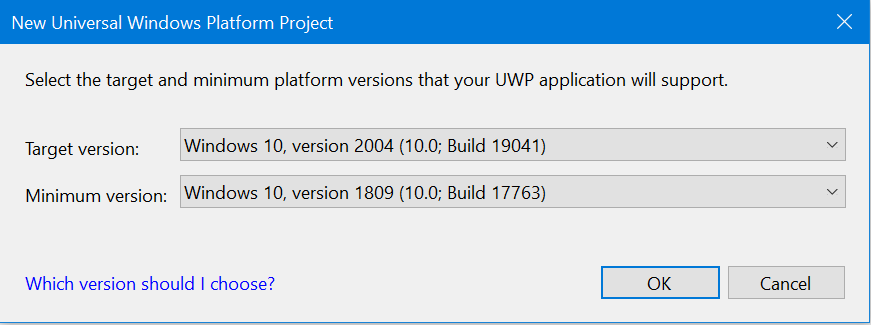 New Universal Windows Platform Project
Select the target and minimum platform versions that your UWP application will support.
Target version: Windows 10, version 2004 (10.0; Build 19041)
Minimum version: Windows 10, version 1809 (10.0; Build 17763)
Which version should I choose? OK Cancel